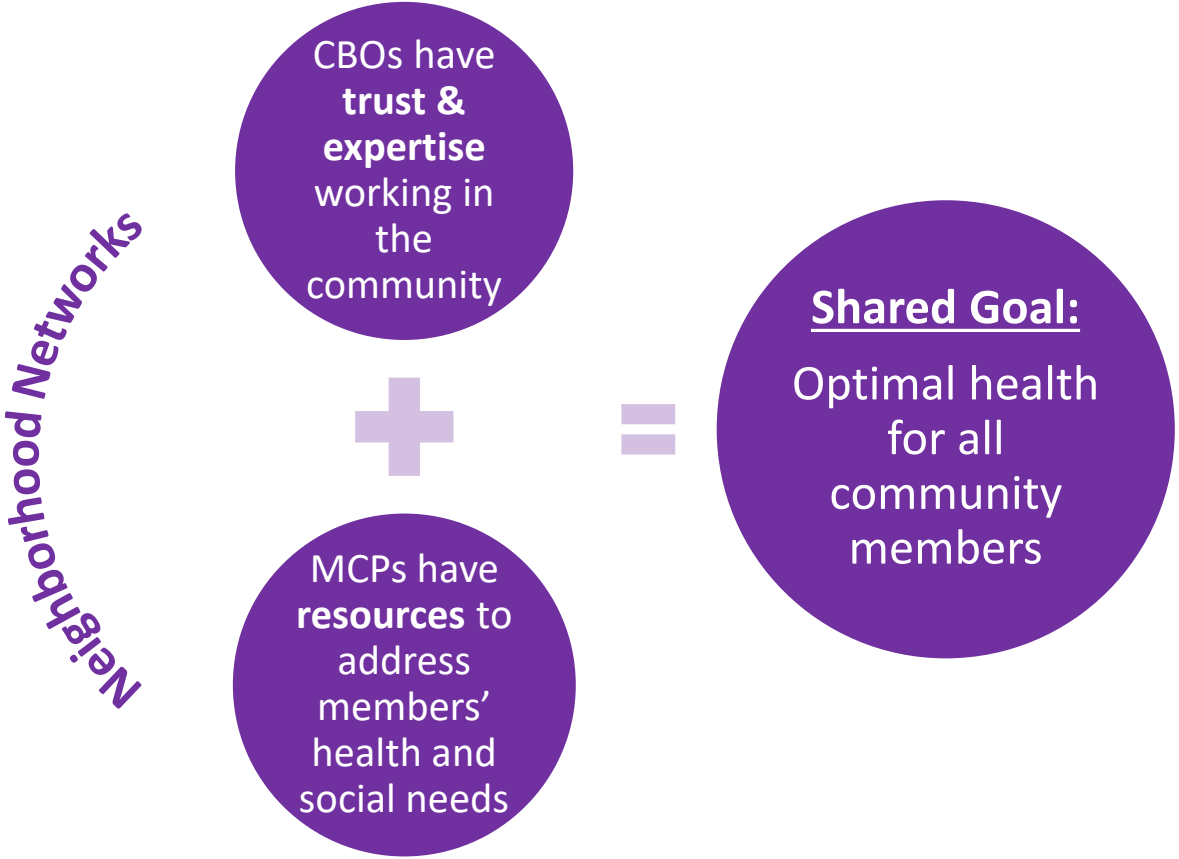 Neighborhood Networks
CBOs have
trust &
expertise
working in
the
community
MCPs have
resources to
address
members’
health and
social needs
Shared Goal:
Optimal health
for all
community
members